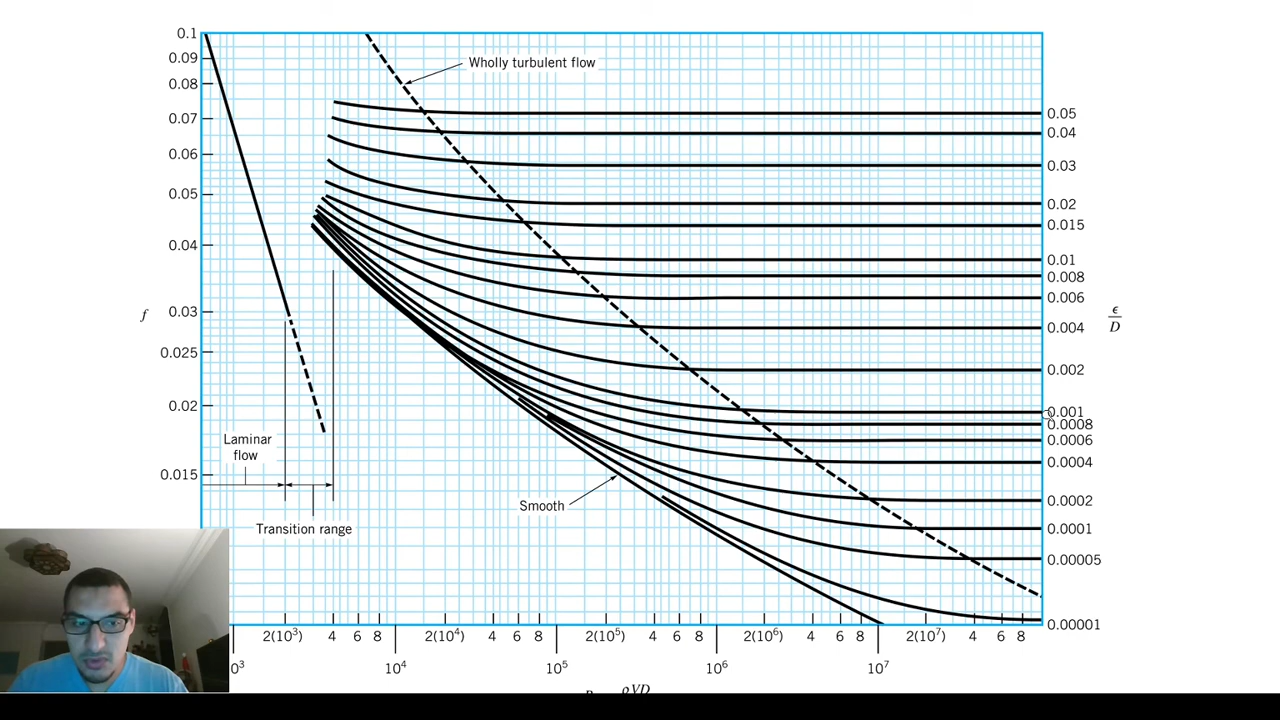 0.1
0.09
0.08
0.07
0.06
0.05
0.04
0.03
0.025
0.02
0.015
f
Wholly turbulent flow
0.05
0.04
0.03
0.02
0.015
0.01
0.008
0.006
0.004
0.002
0.001
0.0008
0.0006
0.0004
0.0002
0.0001
0.00005
0.00001
ϵ
D
Laminar
flow
Transition range
Smooth
2(10³) 4 6 8 2(10⁴) 4 6 8 2(10⁵) 4 6 8 2(10⁶) 4 6 8 2(10⁷) 4 6 8
0³ 10⁴ 10⁵ 10⁶ 10⁷
ρVD